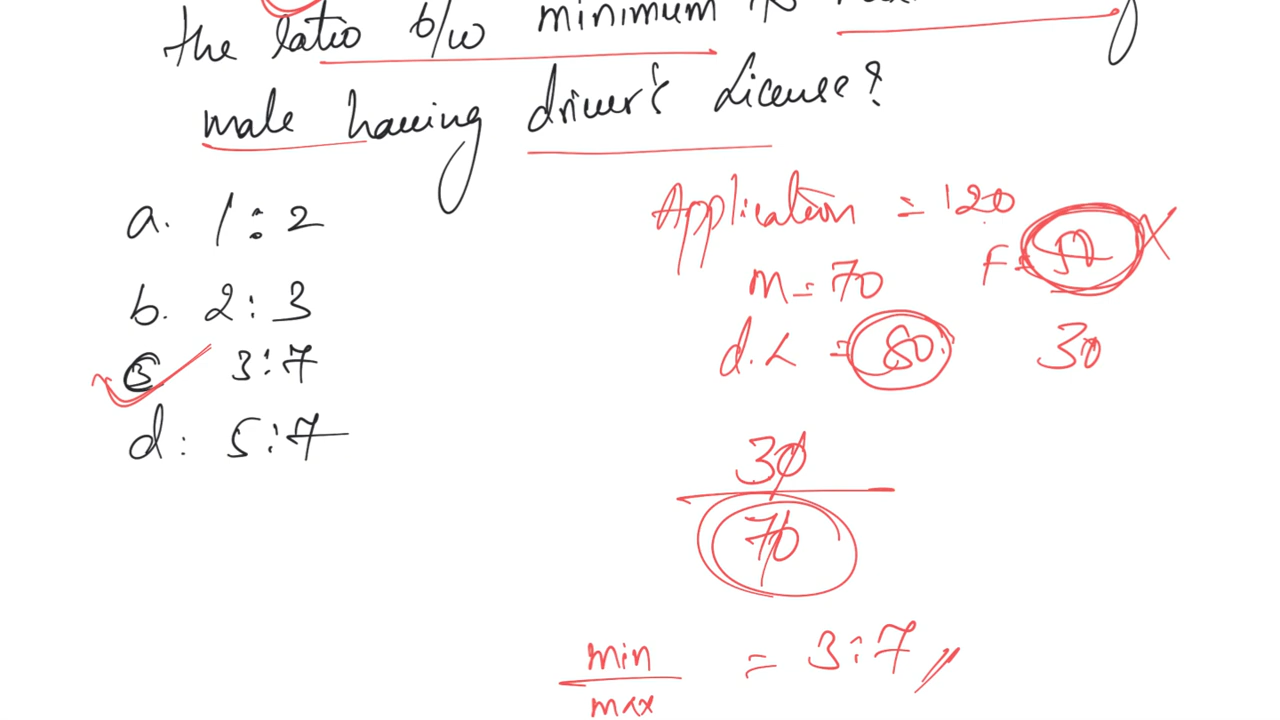 the ratio b/w minimum
male having driver's License?
a. 1:2
b. 2:3
3:7
d: 5:7
Application = 120
m = 70 F = 50 X
d.L = 80 30
30
70
min = 3:7
max